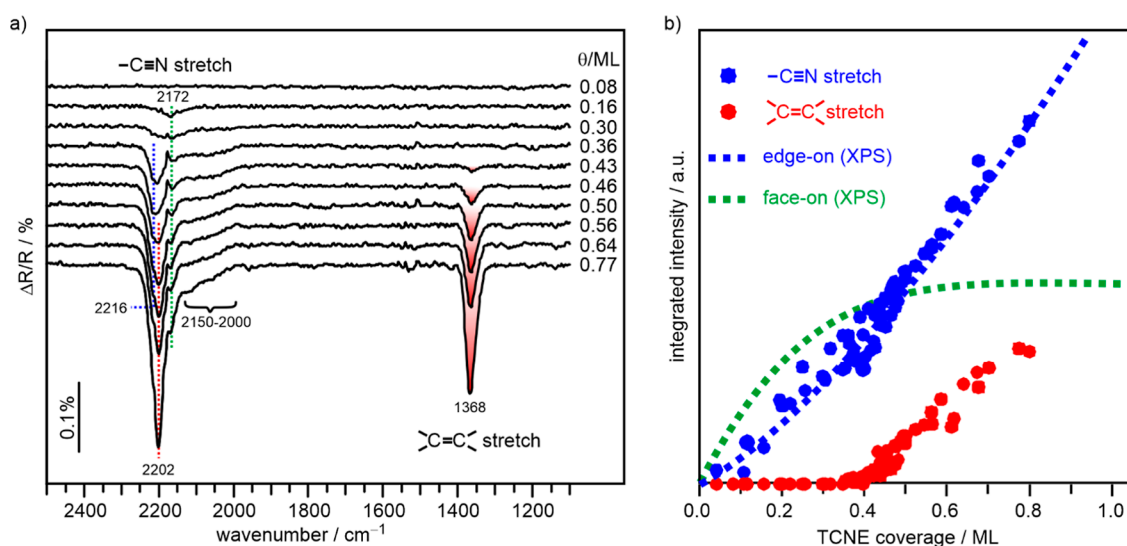 a)
−C≡N stretch
θ/ML
2172
0.08
0.16
0.30
0.36
0.43
0.46
0.50
0.56
0.64
0.77
ΔR/R / %
2216
2150-2000
0.1%
2202
1368
C=C stretch
2400 2200 2000 1800 1600 1400 1200
wavenumber / cm⁻¹
b)
−C≡N stretch
C=C stretch
edge-on (XPS)
face-on (XPS)
integrated intensity / a.u.
0.0 0.2 0.4 0.6 0.8 1.0
TCNE coverage / ML